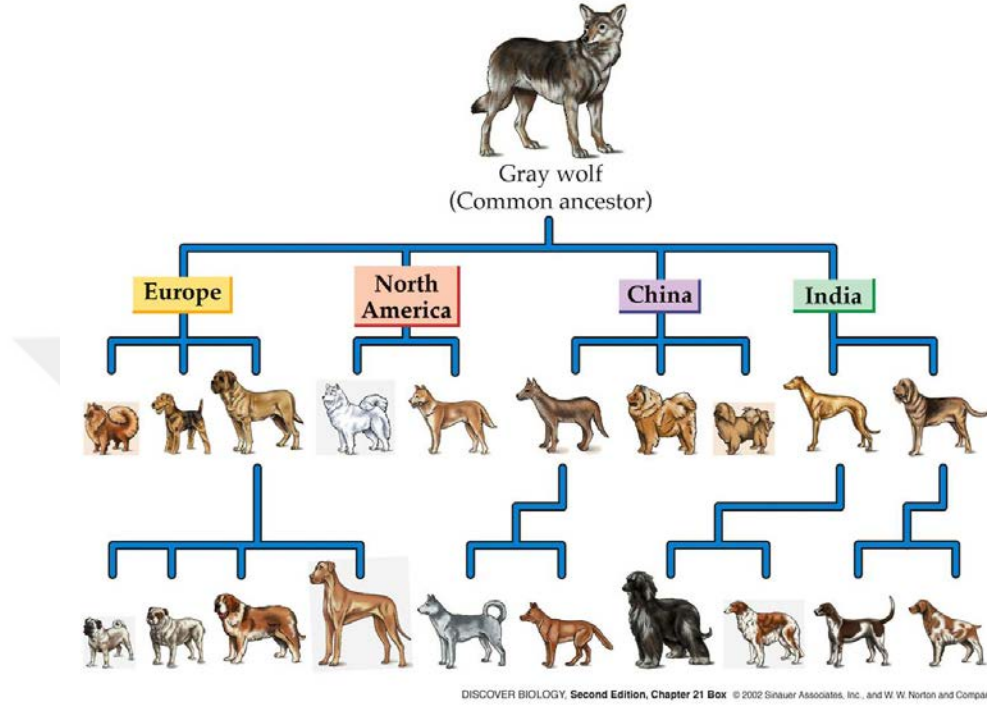 Gray wolf
(Common ancestor)
Europe
North
America
China
India
DISCOVER BIOLOGY, Second Edition, Chapter 21 Box © 2002 Sinauer Associates, Inc., and W. W. Norton and Compa